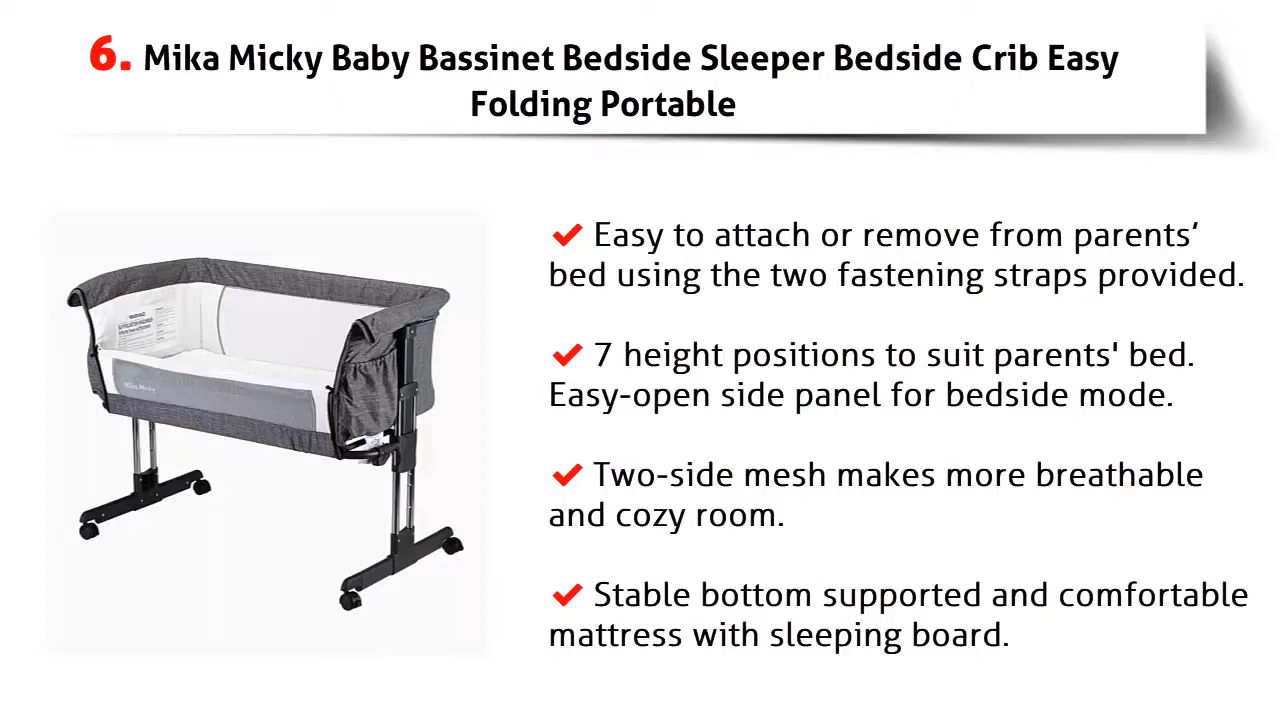 6. Mika Micky Baby Bassinet Bedside Sleeper Bedside Crib Easy
Folding Portable
✔ Easy to attach or remove from parents’
bed using the two fastening straps provided.
✔ 7 height positions to suit parents' bed.
Easy-open side panel for bedside mode.
✔ Two-side mesh makes more breathable
and cozy room.
✔ Stable bottom supported and comfortable
mattress with sleeping board.
WARNING
Mika Micky